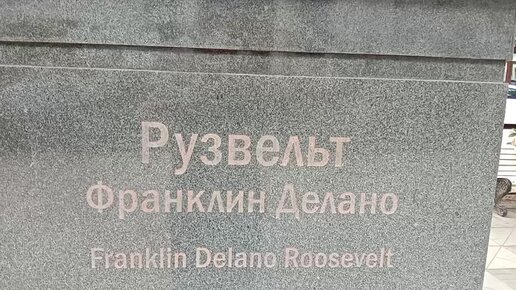 Рузвельт
Франклин Делано
Franklin Delano Roosevelt